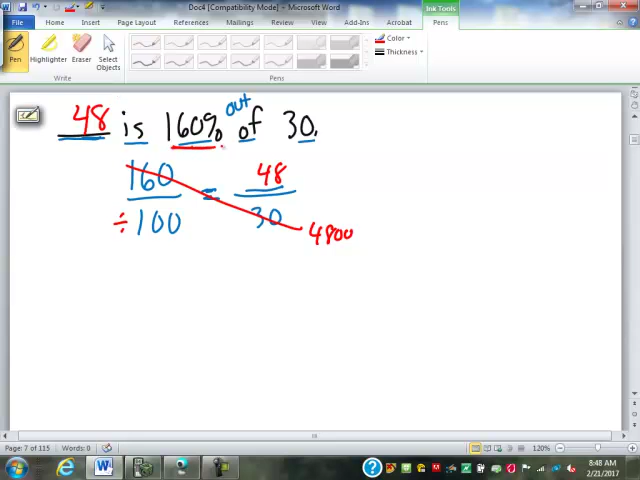 Doc4 [Compatibility Mode] - Word
Ink Tools
File Home Insert Page Layout References Mailings Review View Add-Ins Acrobat Pens
Pen Highlighter Eraser Select Objects
Color
Thickness
Write
Pens
out
48 is 160% of 30.
160 = 48
÷ 100 30
4800
Page: 7 of 115 Words: 0 120%
8:48 AM
2/21/2017